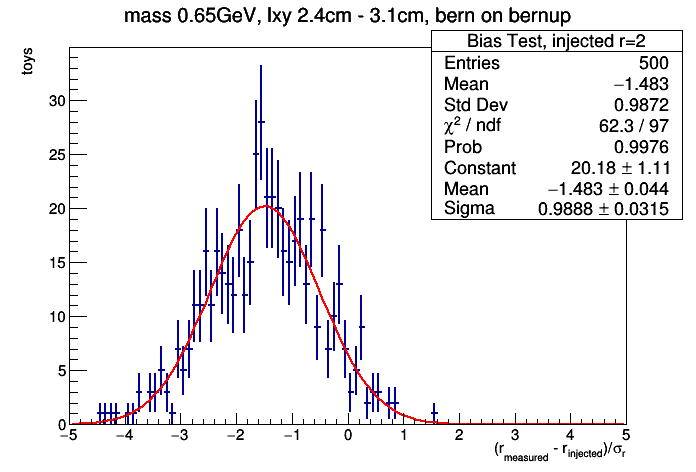 mass 0.65GeV, lxy 2.4cm - 3.1cm, bern on bernup
toys
Bias Test, injected r=2
Entries 500
Mean −1.483
Std Dev 0.9872
χ² / ndf 62.3 / 97
Prob 0.9976
Constant 20.18 ± 1.11
Mean −1.483 ± 0.044
Sigma 0.9888 ± 0.0315
30
25
20
15
10
5
0
−5 −4 −3 −2 −1 0 1 2 3 4 5
(r_measured - r_injected)/σ_r